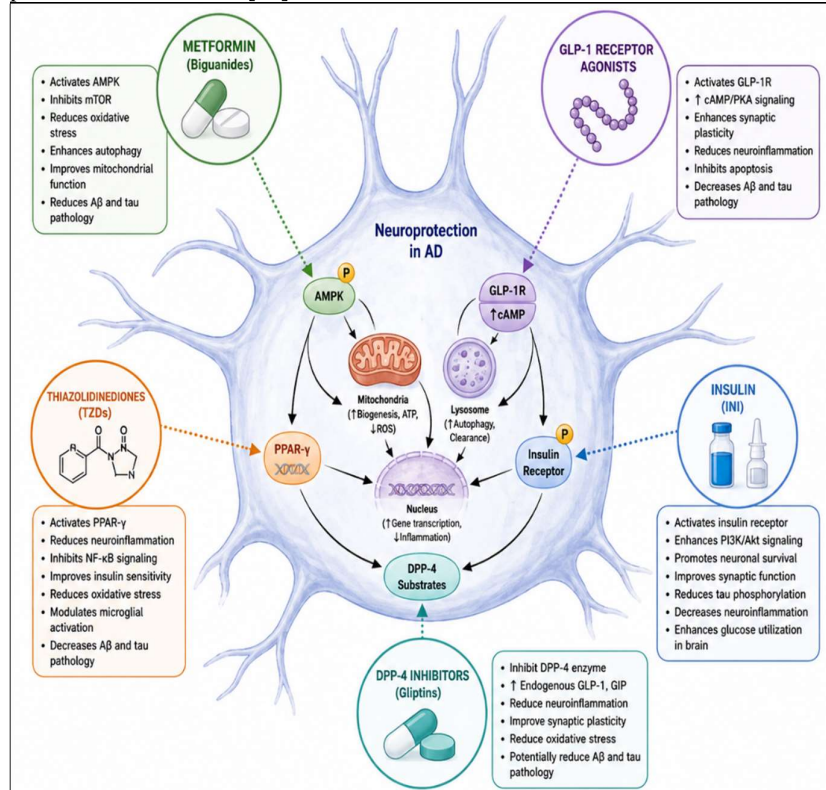 METFORMIN
(Biguanides)
• Activates AMPK
• Inhibits mTOR
• Reduces oxidative
stress
• Enhances autophagy
• Improves mitochondrial
function
• Reduces Aβ and tau
pathology
GLP-1 RECEPTOR
AGONISTS
• Activates GLP-1R
• ↑ cAMP/PKA signaling
• Enhances synaptic
plasticity
• Reduces neuroinflammation
• Inhibits apoptosis
• Decreases Aβ and tau
pathology
Neuroprotection
in AD
P
AMPK
GLP-1R
↑cAMP
Mitochondria
(↑Biogenesis, ATP,
↓ROS)
Lysosome
(↑Autophagy,
Clearance)
PPAR-γ
P
Insulin
Receptor
Nucleus
(↑Gene transcription,
↓Inflammation)
DPP-4
Substrates
THIAZOLIDINEDIONES
(TZDs)
O
N
O
N
• Activates PPAR-γ
• Reduces neuroinflammation
• Inhibits NF-κB signaling
• Improves insulin sensitivity
• Reduces oxidative stress
• Modulates microglial
activation
• Decreases Aβ and tau
pathology
INSULIN
(INI)
• Activates insulin receptor
• Enhances PI3K/Akt signaling
• Promotes neuronal survival
• Improves synaptic function
• Reduces tau phosphorylation
• Decreases neuroinflammation
• Enhances glucose utilization
in brain
DPP-4 INHIBITORS
(Gliptins)
• Inhibit DPP-4 enzyme
• ↑ Endogenous GLP-1, GIP
• Reduce neuroinflammation
• Improve synaptic plasticity
• Reduce oxidative stress
• Potentially reduce Aβ and tau
pathology